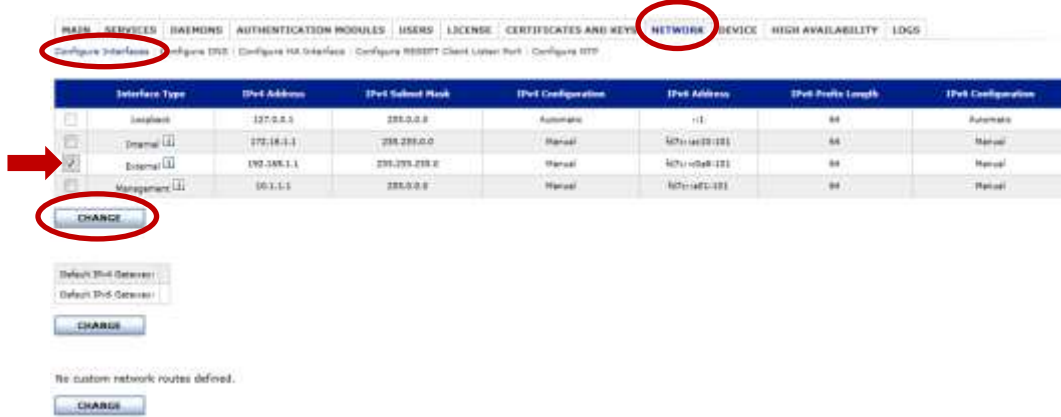 MAIN SERVICES DAEMONS AUTHENTICATION MODULES USERS LICENSE CERTIFICATES AND KEYS NETWORK DEVICE HIGH AVAILABILITY LOGS
Configure Interfaces Configure DNS Configure HA Interface Configure Client Listen Port Configure NTP
Interface Type IPv4 Address IPv4 Subnet Mask IPv4 Configuration IPv6 Address IPv6 Prefix Length IPv6 Configuration
Loopback 127.0.0.1 255.0.0.0 Automatic ::1 64 Automatic
Internal 172.16.1.1 255.255.0.0 Manual 64 Manual
External 192.168.1.1 255.255.255.0 Manual 64 Manual
Management 10.1.1.1 255.0.0.0 Manual 64 Manual
CHANGE
Default IPv4 Gateway:
Default IPv6 Gateway:
CHANGE
No custom network routes defined.
CHANGE